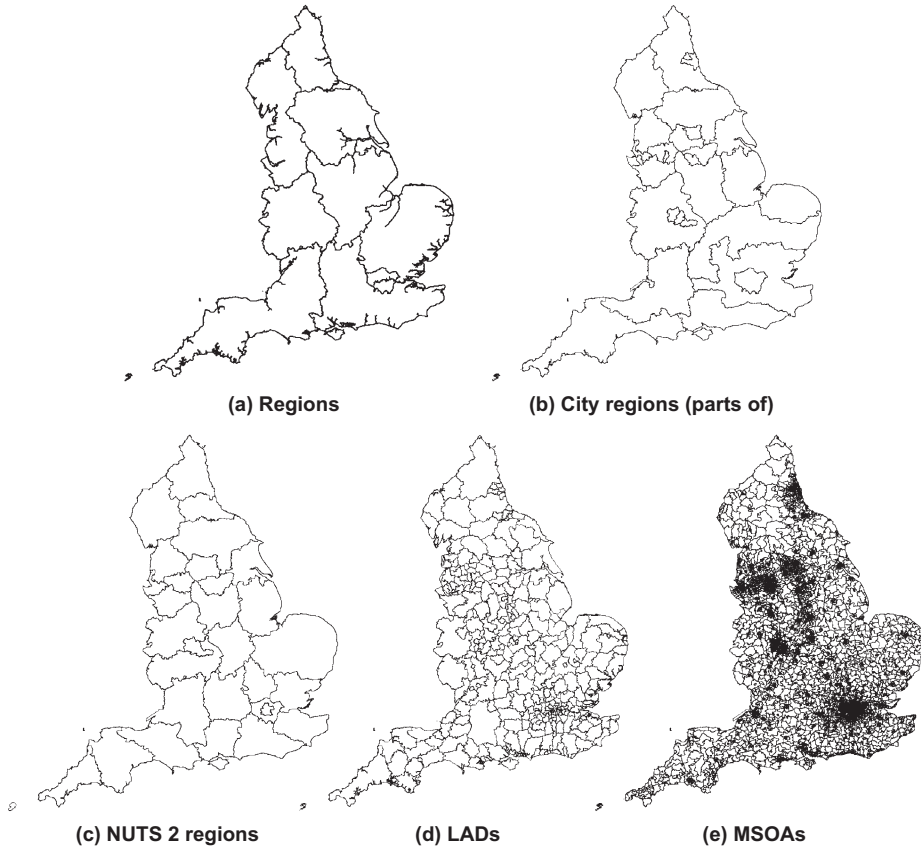 (a) Regions
(b) City regions (parts of)
(c) NUTS 2 regions
(d) LADs
(e) MSOAs